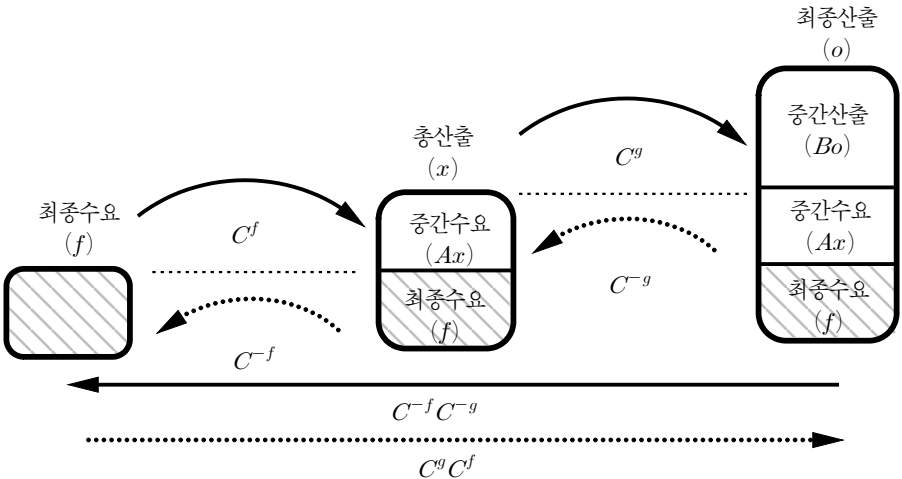 최종산출
(o)
중간산출
(Bo)
총산출
(x)
C^g
최종수요
(f)
중간수요
(Ax)
중간수요
(Ax)
C^f
C^{-g}
최종수요
(f)
최종수요
(f)
C^{-f}
C^{-f}C^{-g}
C^gC^f